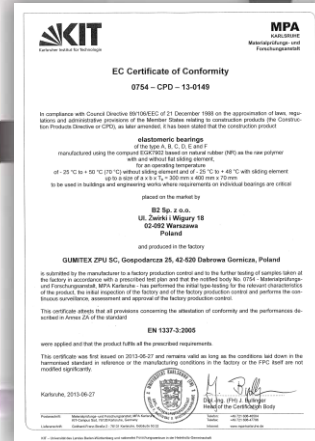 KIT
Karlsruher Institut für Technologie
MPA
KARLSRUHE
Materialprüfungs- und
Forschungsanstalt
EC Certificate of Conformity
0754 – CPD – 13-0149
In compliance with Council Directive 89/106/EEC of 21 December 1988 on the approximation of laws, regu-
lations and administrative provisions of the Member States relating to construction products (the Construc-
tion Products Directive or CPD), as later amended, it has been stated that the construction product
elastomeric bearings
of the type A, B, C, D, E and F
manufactured using the compound EGK7902 based on natural rubber (NR) as the raw polymer
with and without flat sliding element,
for an operating temperature
of - 25 °C to + 50 °C (70 °C) without sliding element and of - 25 °C to + 48 °C with sliding element
up to a size of a x b x Tₑ = 300 mm x 400 mm x 70 mm
to be used in buildings and engineering works where requirements on individual bearings are critical
placed on the market by
B2 Sp. z o.o.
Ul. Żwirki i Wigury 18
02-092 Warszawa
Poland
and produced in the factory
GUMITEX ZPU SC, Gospodarcza 25, 42-520 Dabrowa Gornicza, Poland
is submitted by the manufacturer to a factory production control and to the further testing of samples taken at
the factory in accordance with a prescribed test plan and that the notified body No. 0754 - Materialprüfungs-
und Forschungsanstalt, MPA Karlsruhe - has performed the initial type-testing for the relevant characteristics
of the product, the initial inspection of the factory and of the factory production control and performs the con-
tinuous surveillance, assessment and approval of the factory production control.
This certificate attests that all provisions concerning the attestation of conformity and the performances de-
scribed in Annex ZA of the standard
EN 1337-3:2005
were applied and that the product fulfils all the prescribed requirements.
This certificate was first issued on 2013-06-27 and remains valid as long as the conditions laid down in the
harmonised standard in reference or the manufacturing conditions in the factory or the FPC itself are not
modified significantly.
Karlsruhe, 2013-06-27
Head of the Certification Body